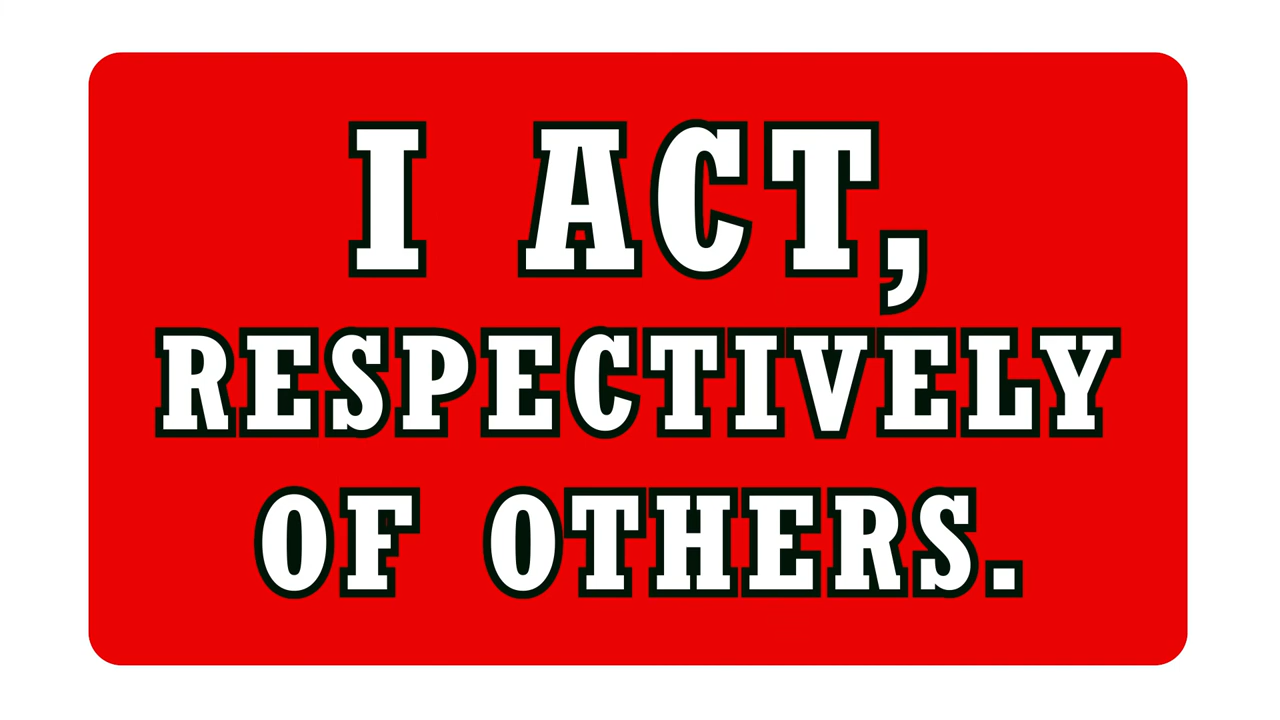 I ACT,
RESPECTIVELY
OF OTHERS.